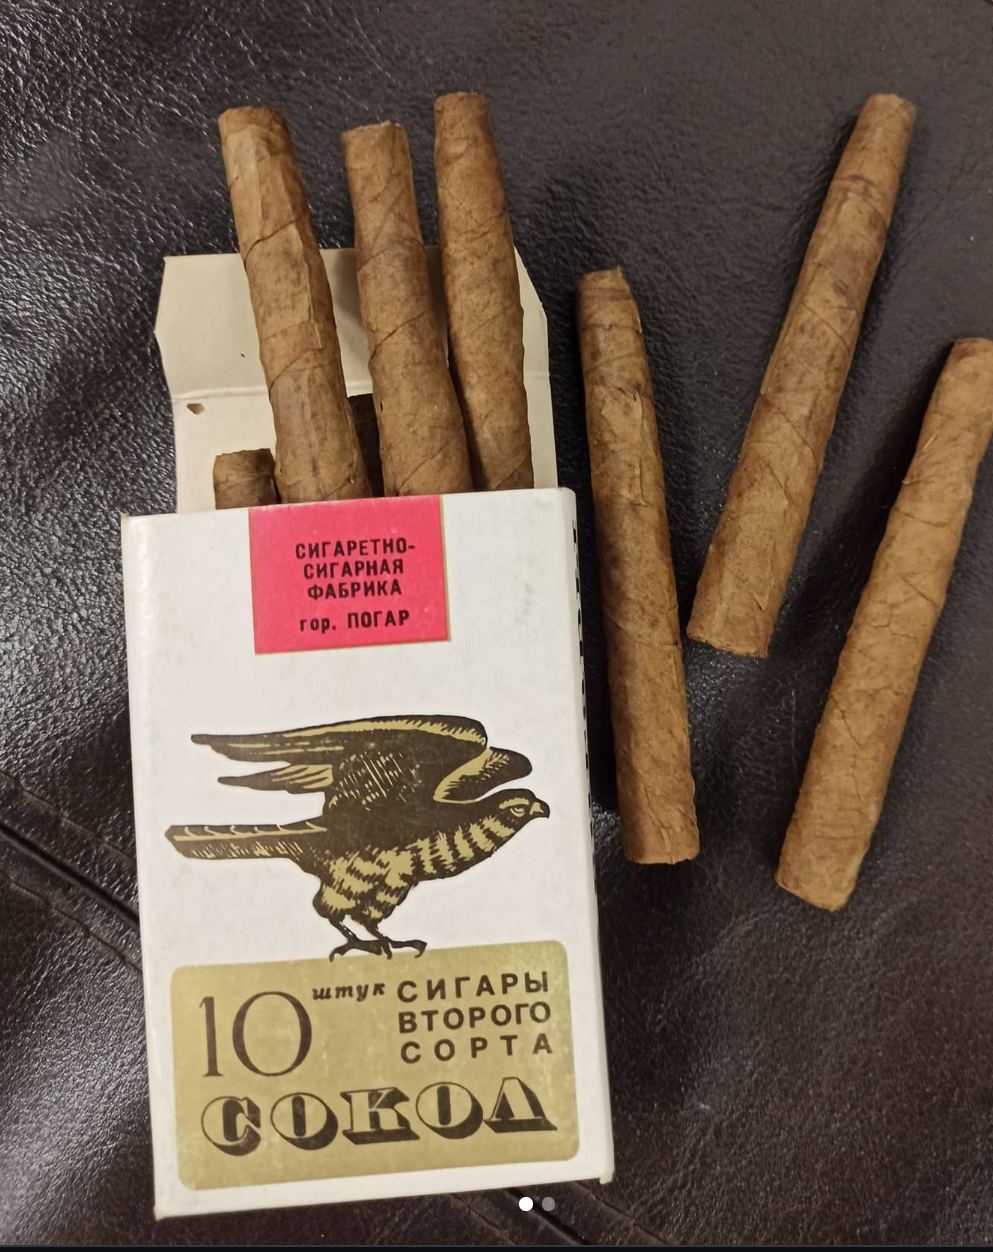 СИГАРЕТНО-
СИГАРНАЯ
ФАБРИКА
гор. ПОГАР
10 штук
СИГАРЫ
ВТОРОГО
СОРТА
СОКОЛ